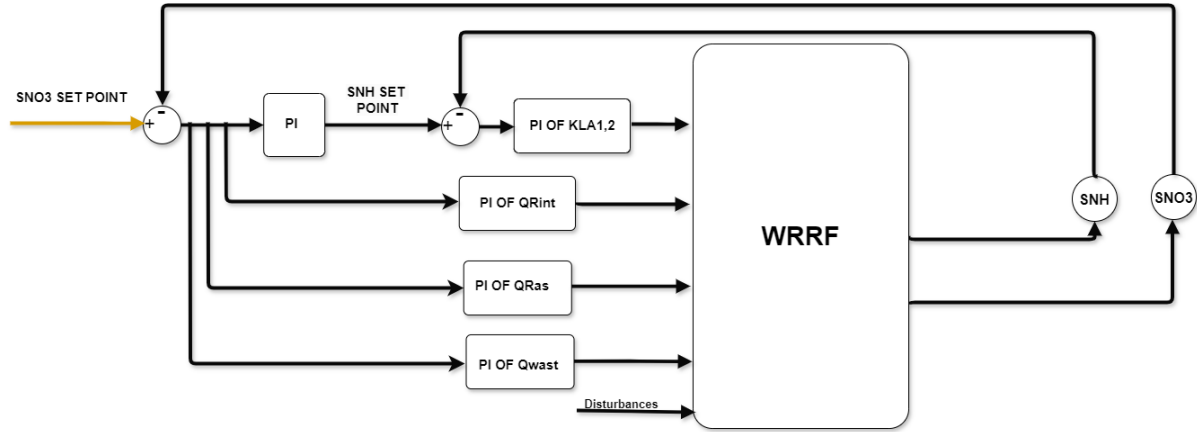 SNO3 SET POINT
-
+
PI
SNH SET
POINT
-
+
PI OF KLA1,2
PI OF QRint
PI OF QRas
PI OF Qwast
Disturbances
WRRF
SNH
SNO3